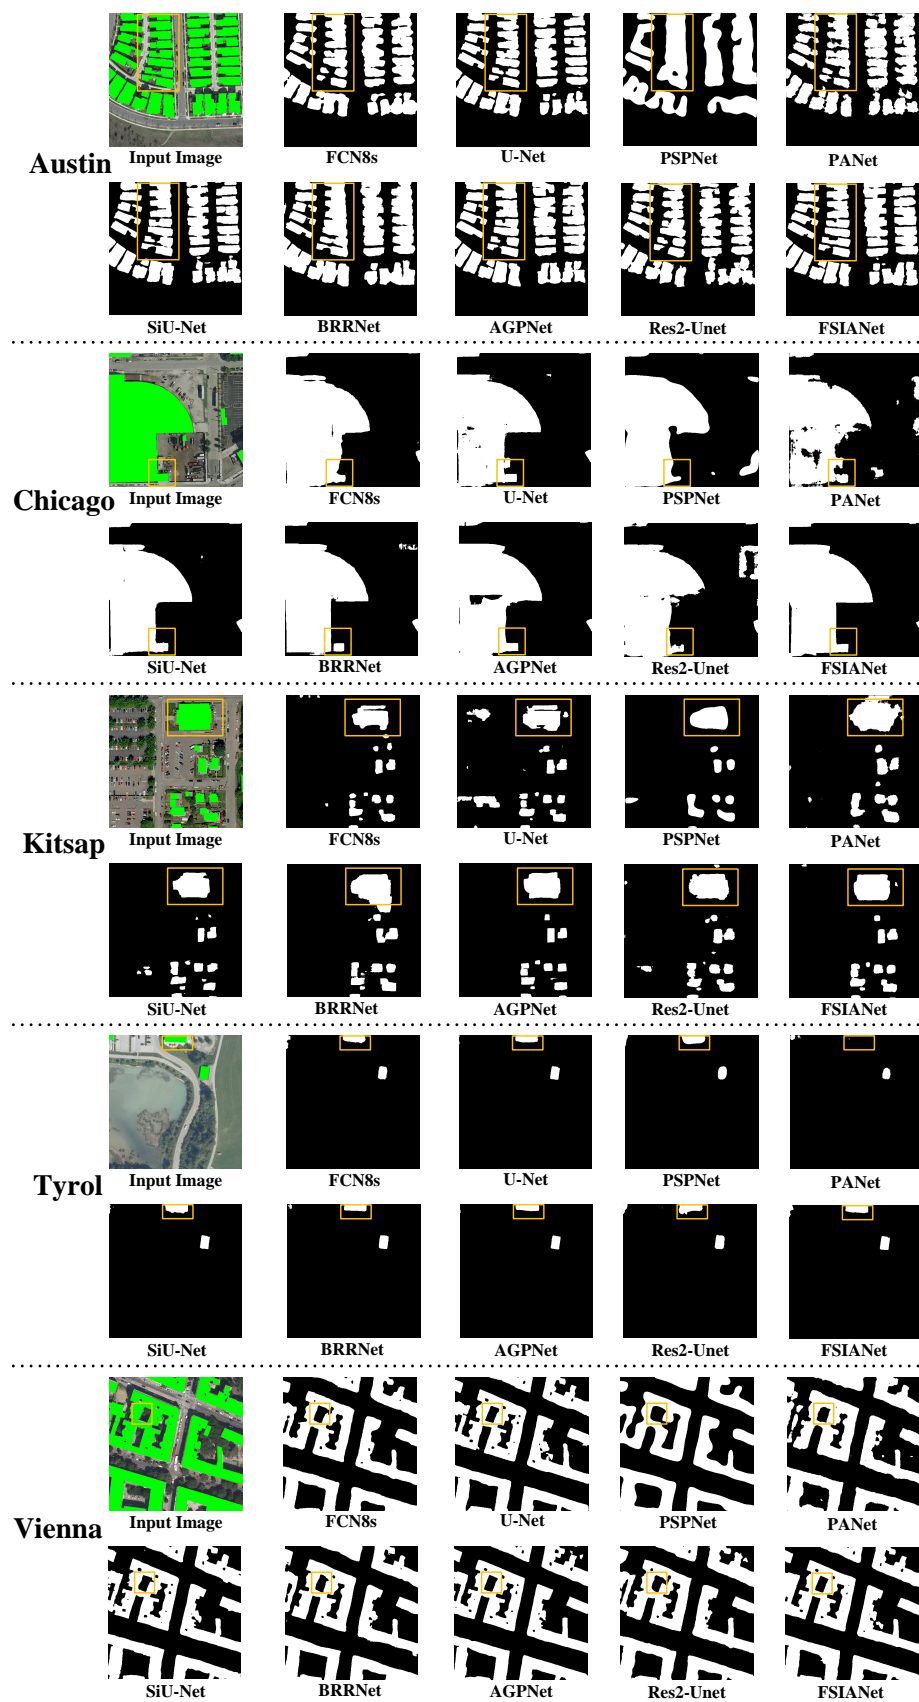 Austin
Input Image FCN8s U-Net PSPNet PANet
SiU-Net BRRNet AGPNet Res2-Unet FSIANet
Chicago
Input Image FCN8s U-Net PSPNet PANet
SiU-Net BRRNet AGPNet Res2-Unet FSIANet
Kitsap
Input Image FCN8s U-Net PSPNet PANet
SiU-Net BRRNet AGPNet Res2-Unet FSIANet
Tyrol
Input Image FCN8s U-Net PSPNet PANet
SiU-Net BRRNet AGPNet Res2-Unet FSIANet
Vienna
Input Image FCN8s U-Net PSPNet PANet
SiU-Net BRRNet AGPNet Res2-Unet FSIANet